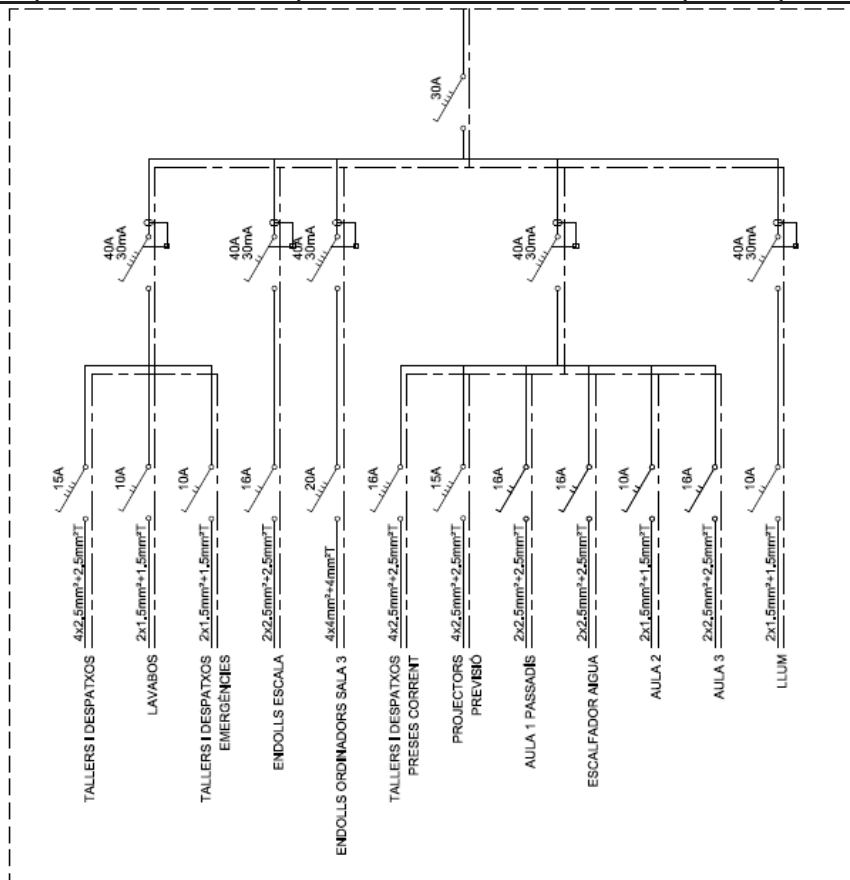 30A
40A
30mA
40A
30mA
40A
30mA
40A
30mA
40A
30mA
15A
10A
10A
16A
20A
16A
15A
16A
16A
10A
16A
10A
4x2.5mm²+2.5mm²T
2x1.5mm²+1.5mm²T
2x1.5mm²+1.5mm²T
2x2.5mm²+2.5mm²T
4x4mm²+4mm²T
4x2.5mm²+2.5mm²T
4x2.5mm²+2.5mm²T
2x2.5mm²+2.5mm²T
2x2.5mm²+2.5mm²T
2x1.5mm²+1.5mm²T
2x2.5mm²+2.5mm²T
2x1.5mm²+1.5mm²T
TALLERS I DESPATXOS
LAVABOS
TALLERS I DESPATXOS
EMERGÈNCIES
ENDOLLS ESCALA
ENDOLLS ORDINADORS SALA 3
TALLERS I DESPATXOS
PRESES CORRENT
PROJECTORS
PREVISIÓ
AULA 1 PASSADÍS
ESCALFADOR AIGUA
AULA 2
AULA 3
LLUM